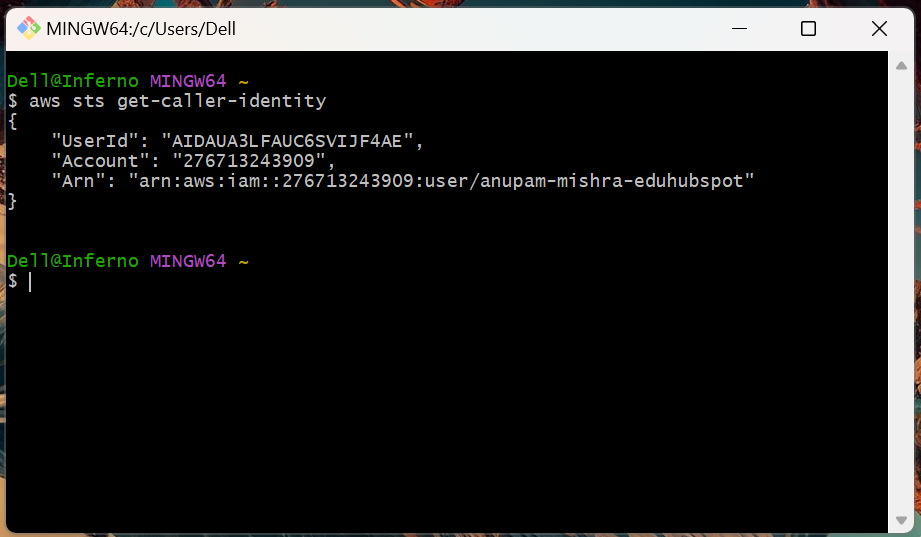 MINGW64:/c/Users/Dell
Dell@Inferno MINGW64 ~
$ aws sts get-caller-identity
{
    "UserId": "AIDAUA3LFAUC6SVIJF4AE",
    "Account": "276713243909",
    "Arn": "arn:aws:iam::276713243909:user/anupam-mishra-eduhubspot"
}
Dell@Inferno MINGW64 ~
$